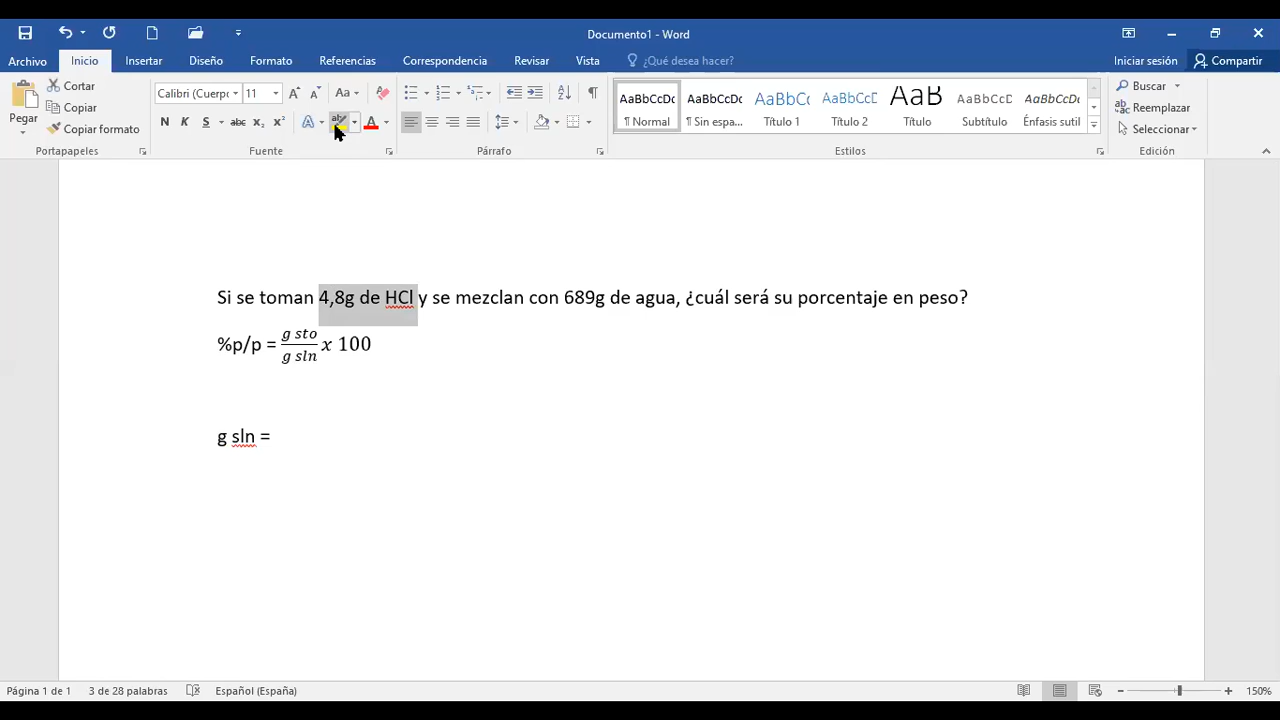 Documento1 - Word
Archivo Inicio Insertar Diseño Formato Referencias Correspondencia Revisar Vista ¿Qué desea hacer? Iniciar sesión Compartir
Pegar
Cortar
Copiar
Copiar formato
Portapapeles
Calibri (Cuerpo 11 Aa
N K S abc x₂ x² A A
Fuente
Párrafo
AaBbCcDc AaBbCcDc AaBbCcI AaBbCcC AaB AaBbCcD AaBbCcDc
¶ Normal ¶ Sin espa... Título 1 Título 2 Título Subtítulo Énfasis sutil
Estilos
Buscar
Reemplazar
Seleccionar
Edición
Si se toman 4,8g de HCl y se mezclan con 689g de agua, ¿cuál será su porcentaje en peso?
%p/p = g sto / g sln x 100
g sln =
Página 1 de 1 3 de 28 palabras Español (España) 150%